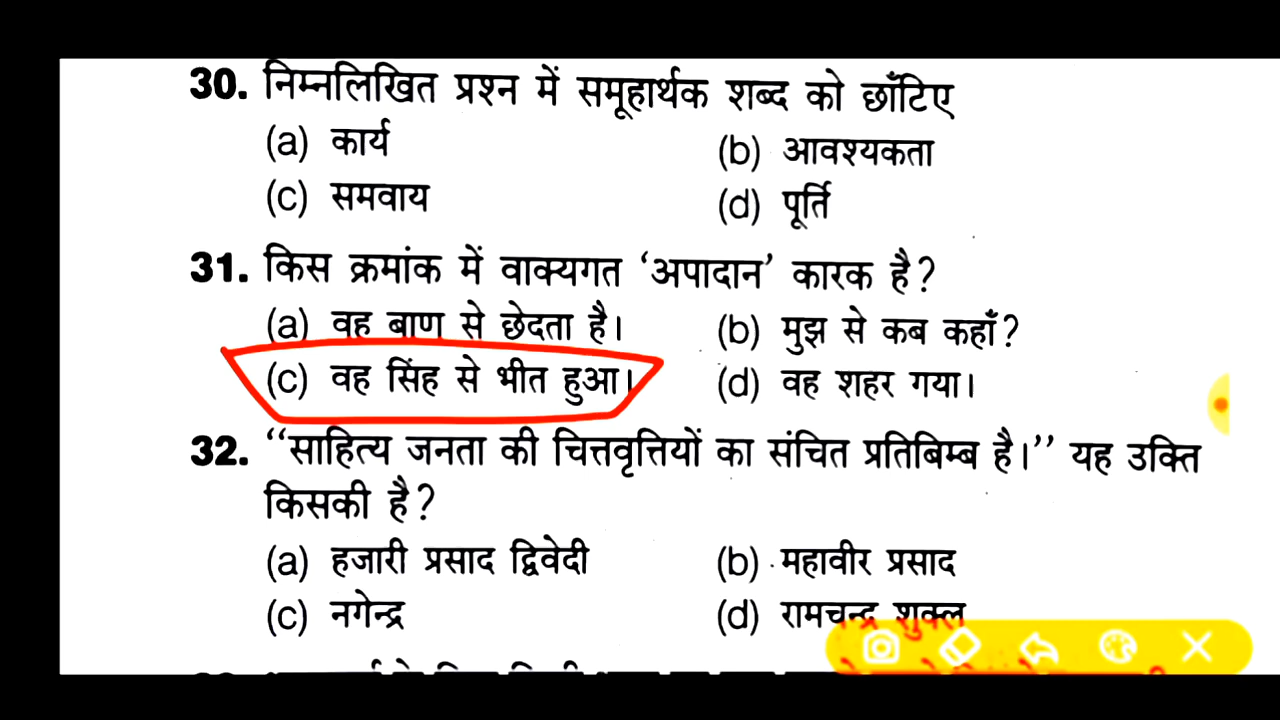 30. निम्नलिखित प्रश्न में समूहार्थक शब्द को छाँटिए
(a) कार्य (b) आवश्यकता
(c) समवाय (d) पूर्ति
31. किस क्रमांक में वाक्यगत ‘अपादान’ कारक है?
(a) वह बाण से छेदता है। (b) मुझ से कब कहाँ?
(c) वह सिंह से भीत हुआ। (d) वह शहर गया।
32. ‘‘साहित्य जनता की चित्तवृत्तियों का संचित प्रतिबिम्ब है।’’ यह उक्ति
किसकी है?
(a) हजारी प्रसाद द्विवेदी (b) महावीर प्रसाद
(c) नगेन्द्र (d) रामचन्द्र शुक्ल